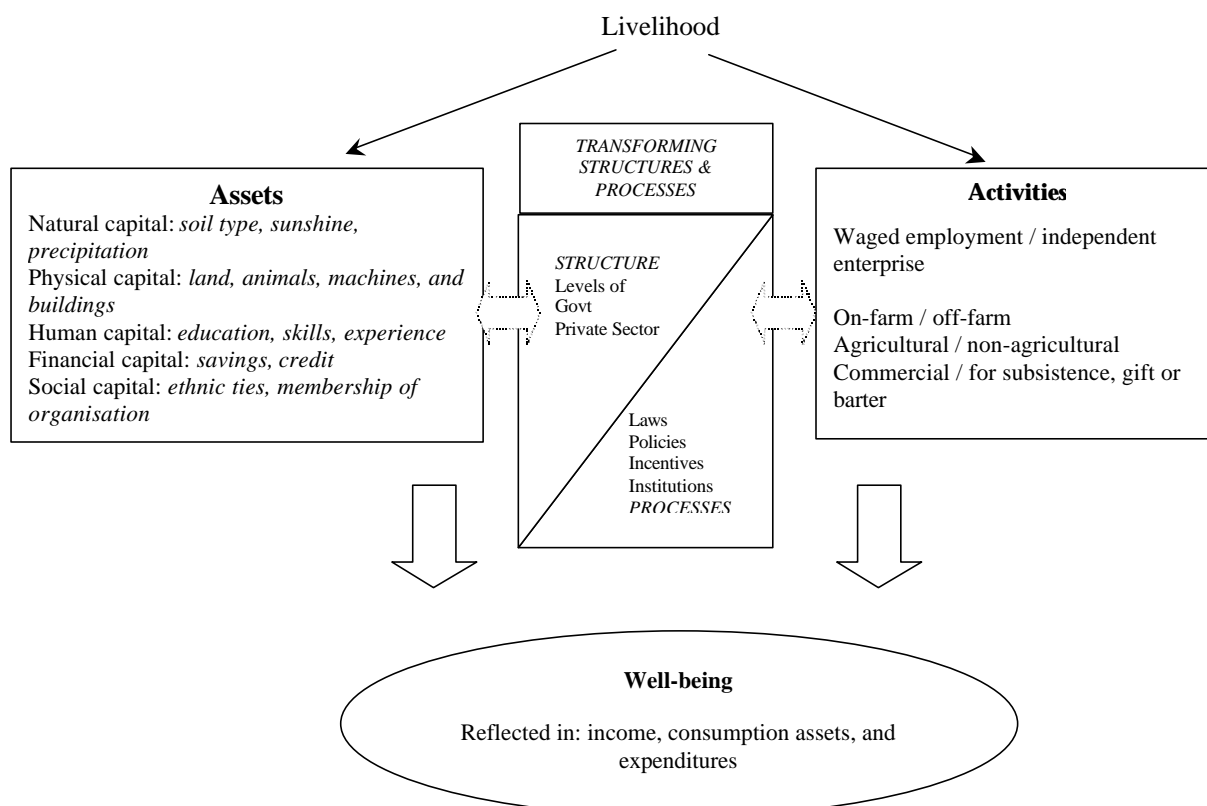 Livelihood
TRANSFORMING
STRUCTURES &
PROCESSES
Assets
Natural capital: soil type, sunshine,
precipitation
Physical capital: land, animals, machines, and
buildings
Human capital: education, skills, experience
Financial capital: savings, credit
Social capital: ethnic ties, membership of
organisation
STRUCTURE
Levels of
Govt
Private Sector
Laws
Policies
Incentives
Institutions
PROCESSES
Activities
Waged employment / independent
enterprise
On-farm / off-farm
Agricultural / non-agricultural
Commercial / for subsistence, gift or
barter
Well-being
Reflected in: income, consumption assets, and
expenditures